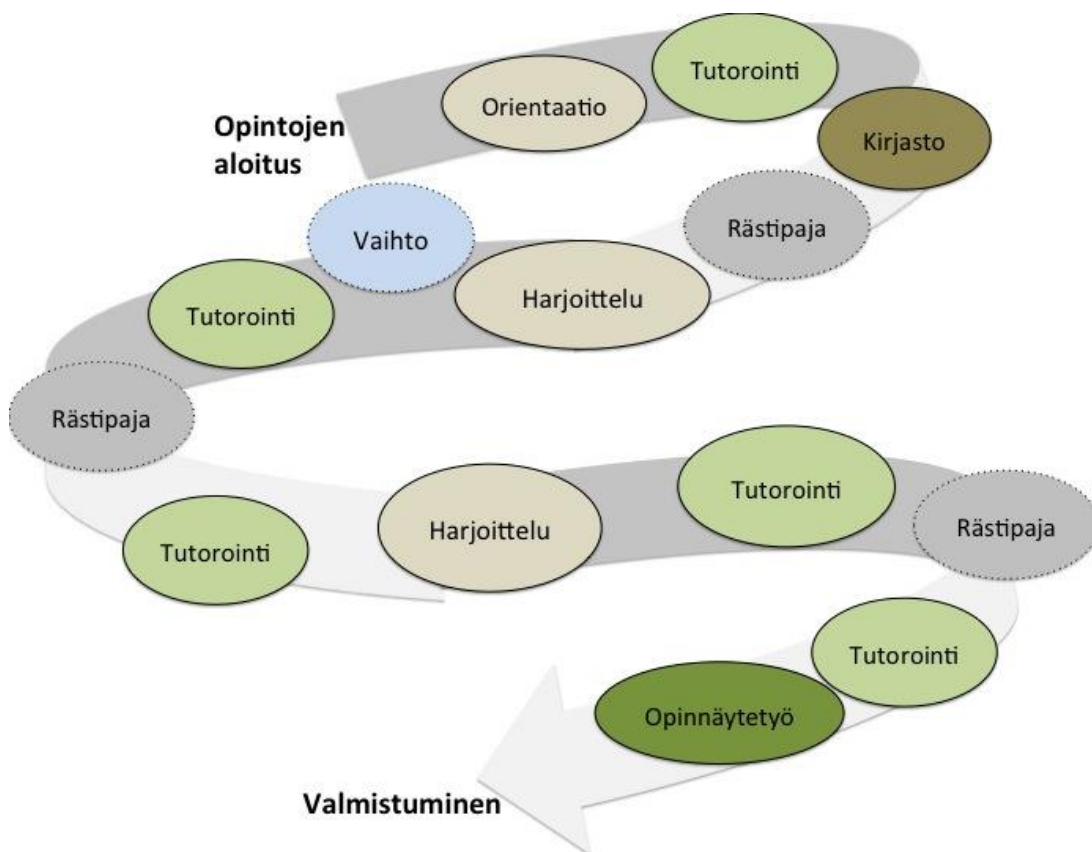 Opintojen
aloitus
Orientaatio
Tutorointi
Kirjasto
Rästipaja
Harjoittelu
Vaihto
Tutorointi
Rästipaja
Tutorointi
Harjoittelu
Tutorointi
Rästipaja
Tutorointi
Opinnäytetyö
Valmistuminen